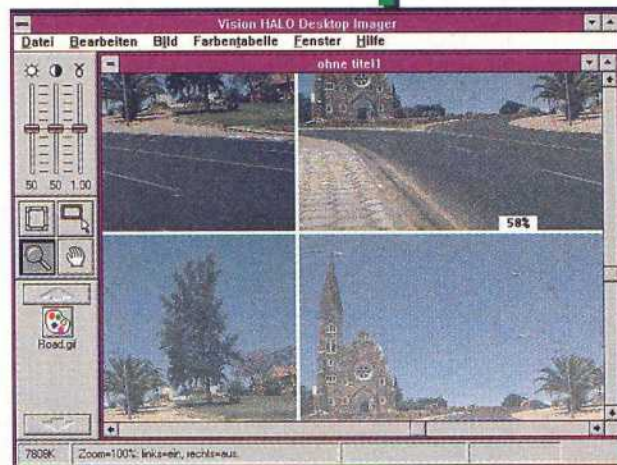 Vision HALO Desktop Imager
Datei Bearbeiten Bild Farbentabelle Fenster Hilfe
ohne titel1
50 50 1.00
58%
Road.gif
7809K Zoom=100%: links=ein, rechts=aus.